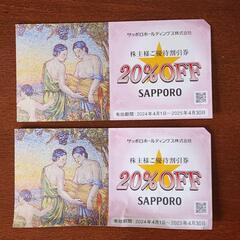 サッポロホールディングス株式会社
株主様ご優待割引券
20%OFF
SAPPORO
有効期間 2024年4月1日~2025年4月30日
サッポロホールディングス株式会社
株主様ご優待割引券
20%OFF
SAPPORO
有効期間 2024年4月1日~2025年4月30日